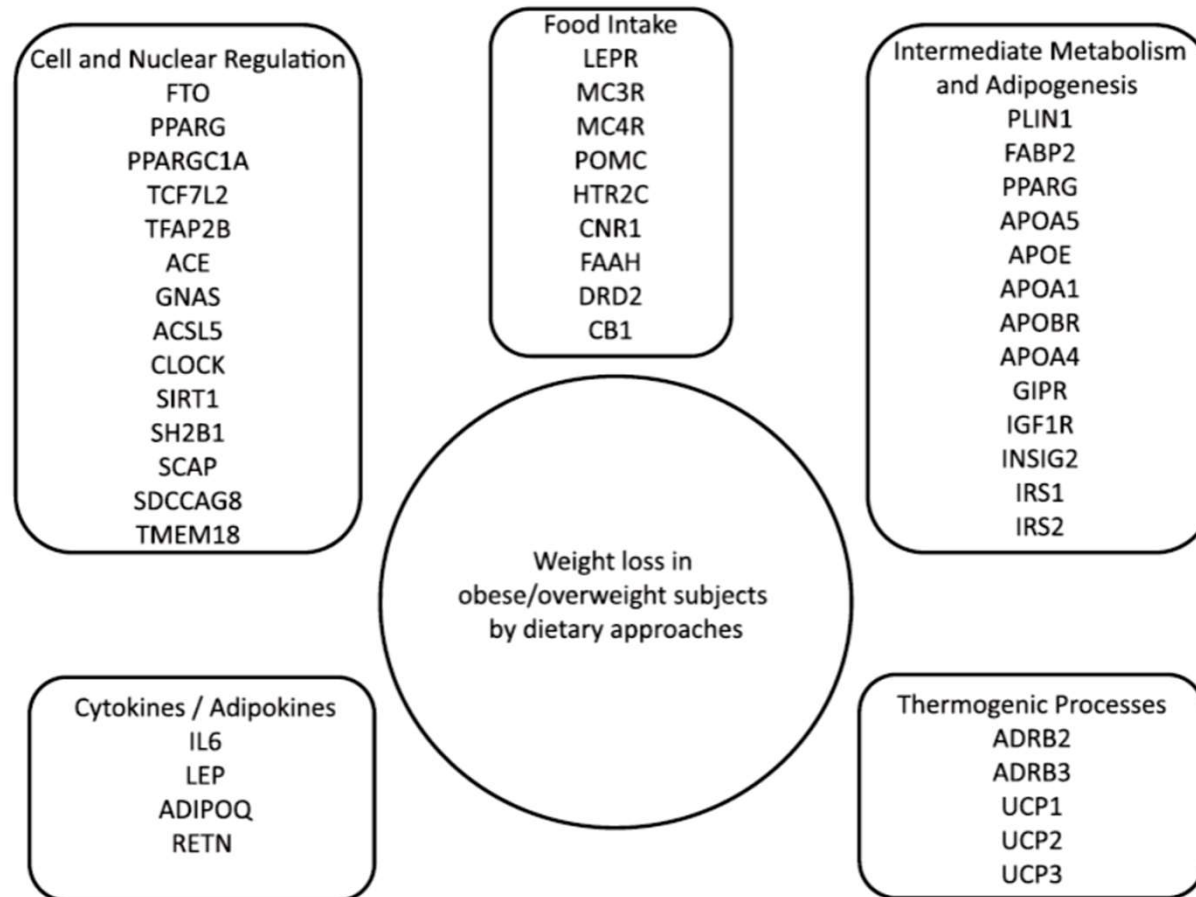 Cell and Nuclear Regulation
FTO
PPARG
PPARGC1A
TCF7L2
TFAP2B
ACE
GNAS
ACSL5
CLOCK
SIRT1
SH2B1
SCAP
SDCCAG8
TMEM18
Food Intake
LEPR
MC3R
MC4R
POMC
HTR2C
CNR1
FAAH
DRD2
CB1
Intermediate Metabolism
and Adipogenesis
PLIN1
FABP2
PPARG
APOA5
APOE
APOA1
APOBR
APOA4
GIPR
IGF1R
INSIG2
IRS1
IRS2
Weight loss in
obese/overweight subjects
by dietary approaches
Cytokines / Adipokines
IL6
LEP
ADIPOQ
RETN
Thermogenic Processes
ADRB2
ADRB3
UCP1
UCP2
UCP3